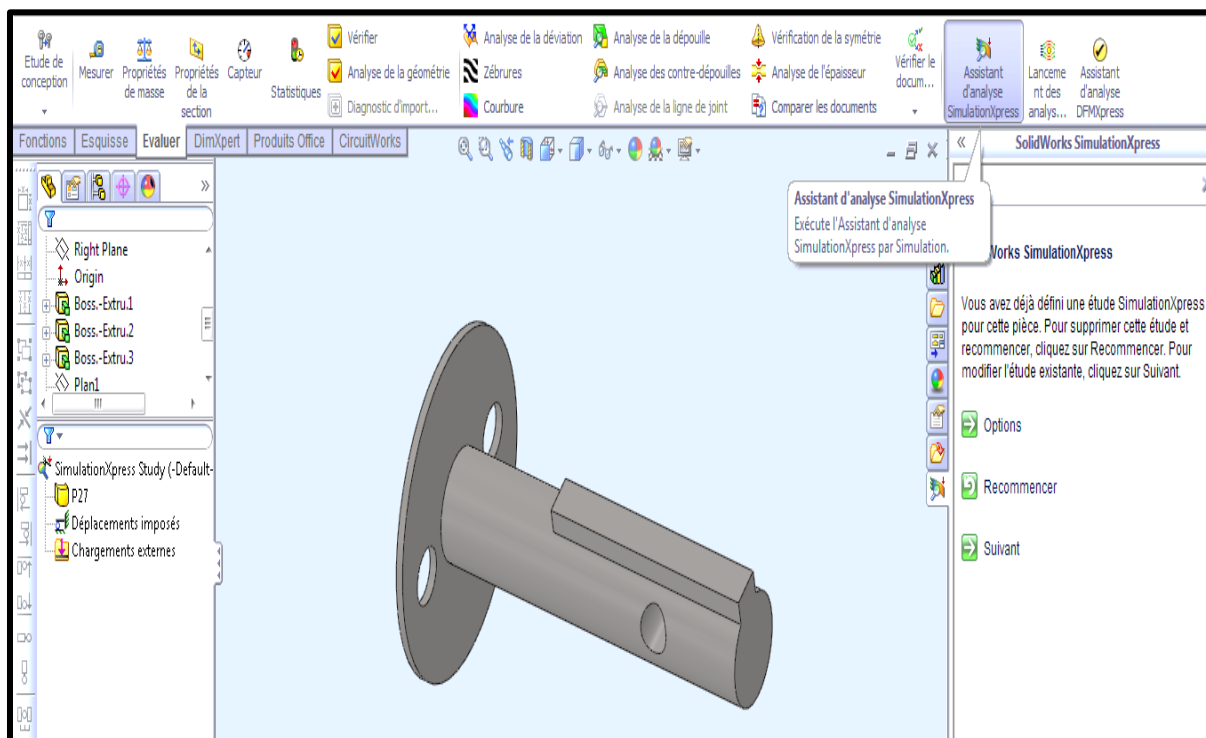 Etude de
conception
Mesurer
Propriétés
de masse
Propriétés
de la
section
Capteur
Statistiques
Vérifier
Analyse de la géométrie
Diagnostic d'import...
Analyse de la déviation
Zébrures
Courbure
Analyse de la dépouille
Analyse des contre-dépouilles
Analyse de la ligne de joint
Vérification de la symétrie
Analyse de l'épaisseur
Comparer les documents
Vérifier le
docum...
Assistant
d'analyse
SimulationXpress
Lanceme
nt des
analys...
Assistant
d'analyse
DFMXpress
Fonctions
Esquisse
Evaluer
DimXpert
Produits Office
CircuitWorks
SolidWorks SimulationXpress
Assistant d'analyse SimulationXpress
Exécute l'Assistant d'analyse
SimulationXpress par Simulation.
Right Plane
Origin
Boss.-Extru.1
Boss.-Extru.2
Boss.-Extru.3
Plan1
SimulationXpress Study (-Default-
P27
Déplacements imposés
Chargements externes
Works SimulationXpress
Vous avez déjà défini une étude SimulationXpress
pour cette pièce. Pour supprimer cette étude et
recommencer, cliquez sur Recommencer. Pour
modifier l'étude existante, cliquez sur Suivant.
Options
Recommencer
Suivant